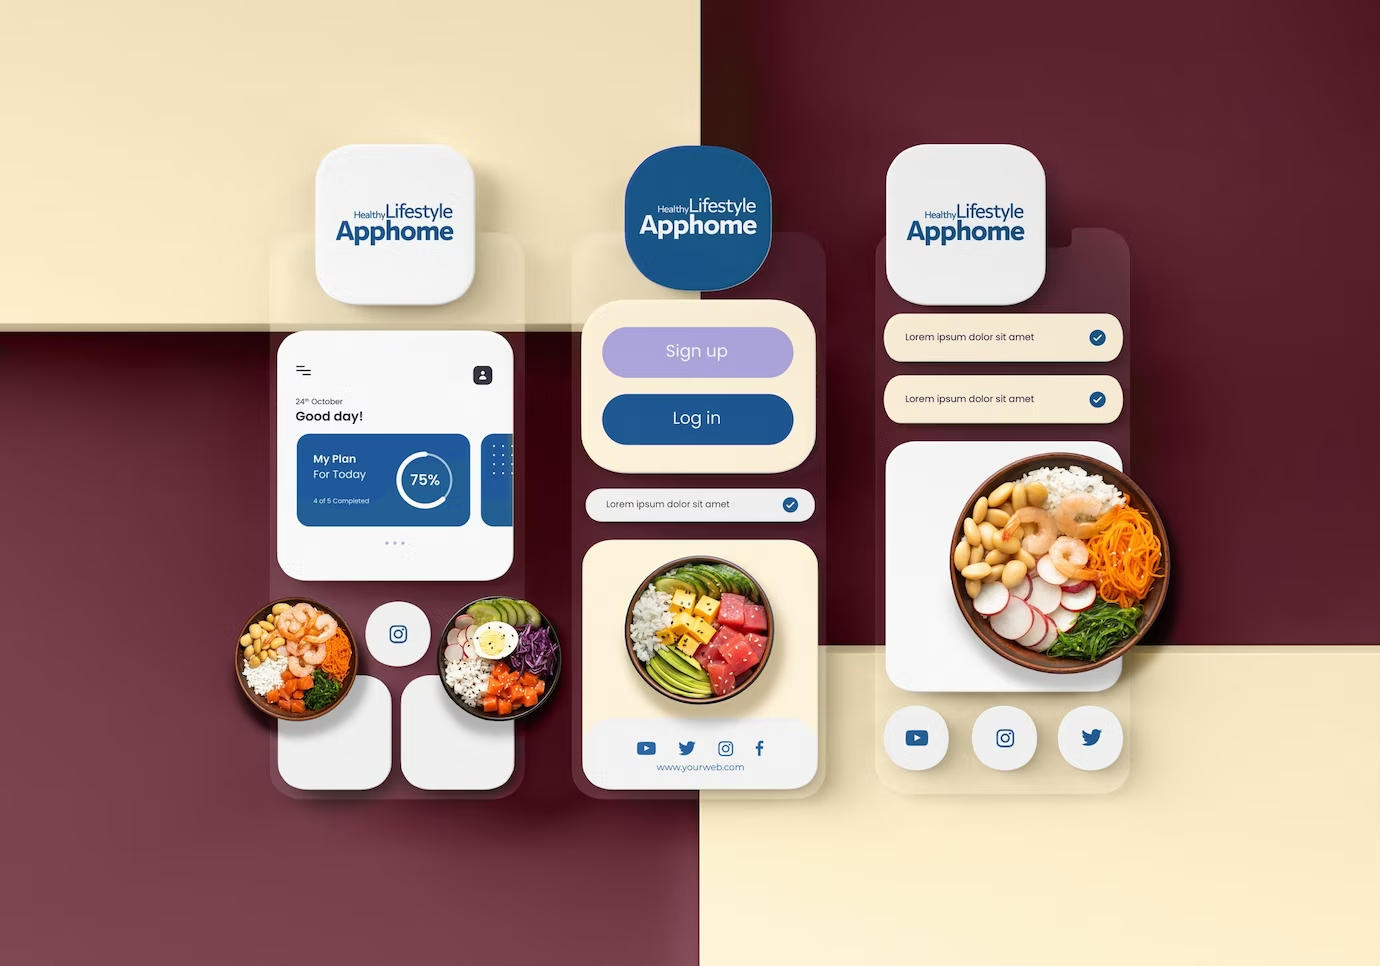 Healthy Lifestyle
Apphome
24th October
Good day!
My Plan
For Today
4 of 5 Completed
75%
Healthy Lifestyle
Apphome
Sign up
Log in
Lorem ipsum dolor sit amet
www.yourweb.com
Healthy Lifestyle
Apphome
Lorem ipsum dolor sit amet
Lorem ipsum dolor sit amet